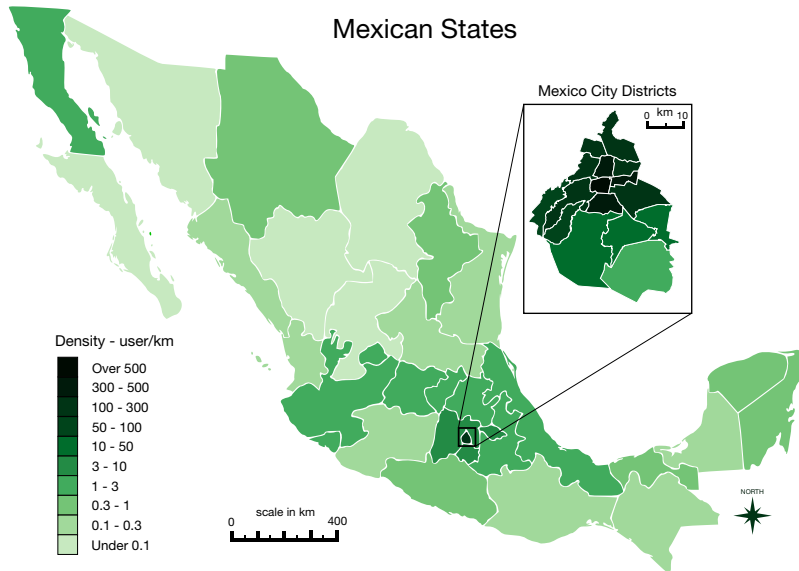 Mexican States
Mexico City Districts
0 km 10
Density - user/km
Over 500
300 - 500
100 - 300
50 - 100
10 - 50
3 - 10
1 - 3
0.3 - 1
0.1 - 0.3
Under 0.1
scale in km
0 400
NORTH